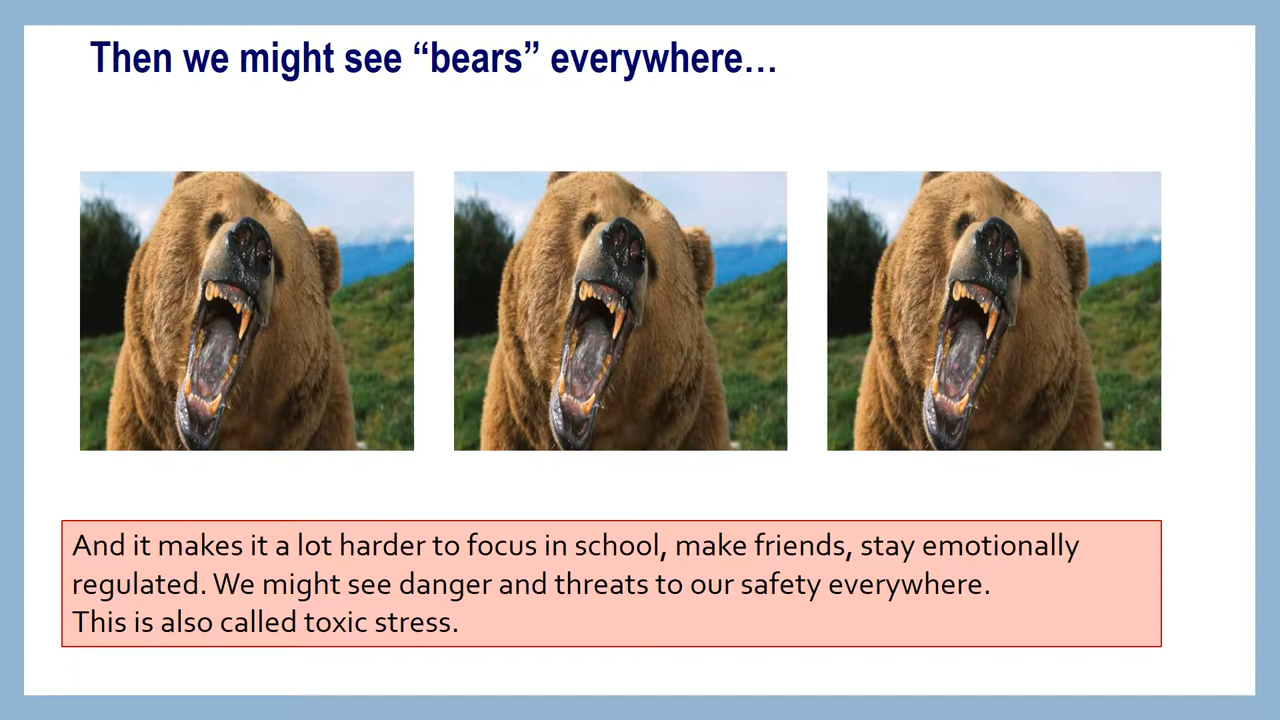 Then we might see “bears” everywhere…
And it makes it a lot harder to focus in school, make friends, stay emotionally
regulated. We might see danger and threats to our safety everywhere.
This is also called toxic stress.